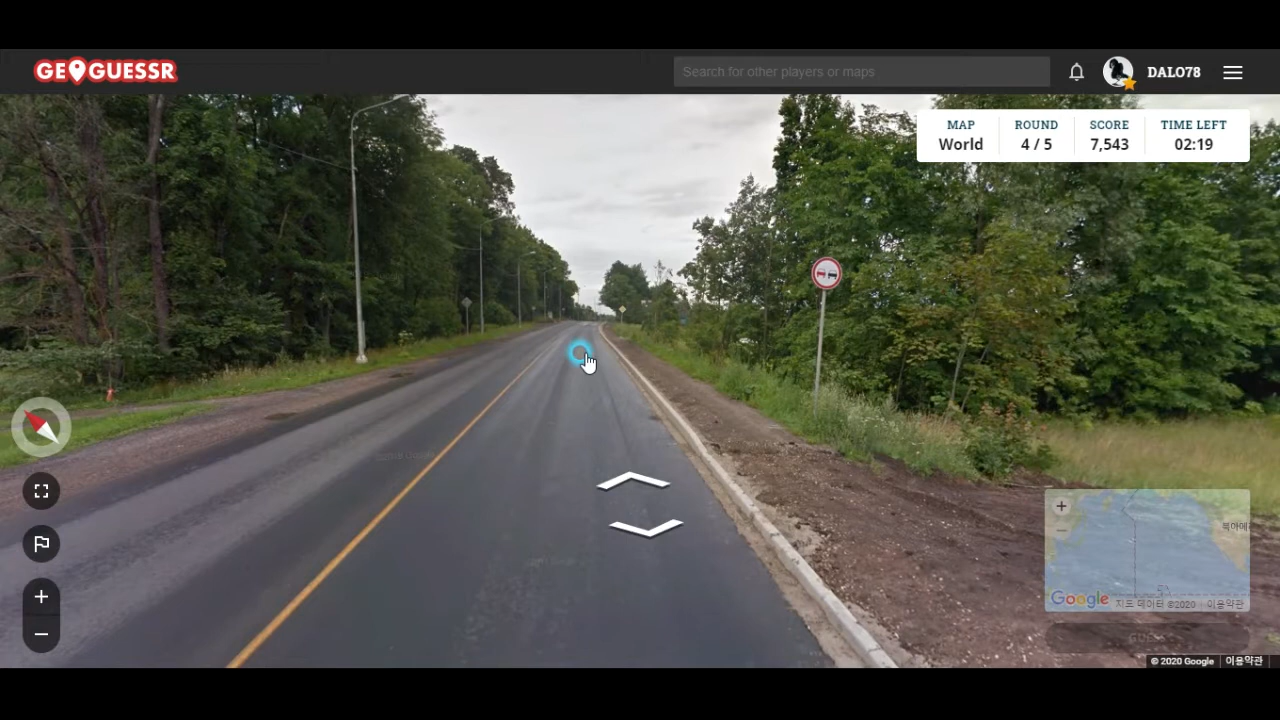 GEOGUESSR
Search for other players or maps
DALO78
MAP ROUND SCORE TIME LEFT
World 4 / 5 7,543 02:19
Google
지도 데이터 ©2020 이용약관
© 2020 Google 이용약관